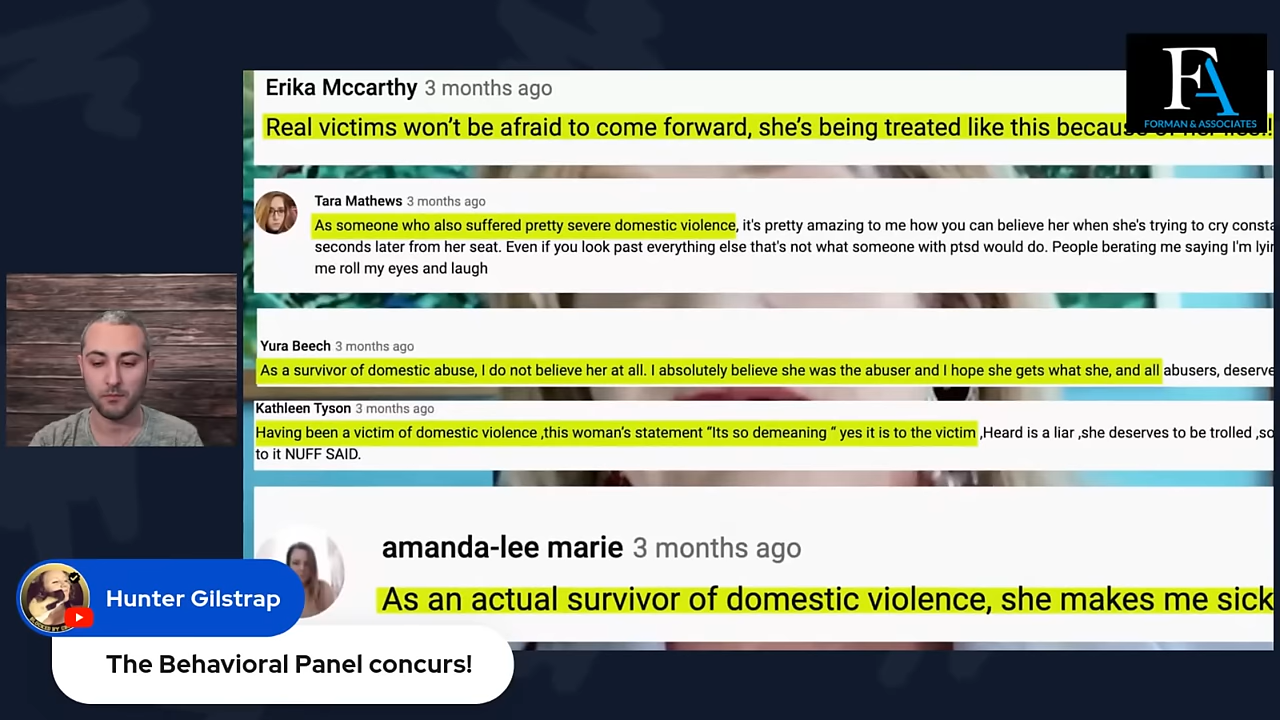 Erika Mccarthy 3 months ago
Real victims won't be afraid to come forward, she's being treated like this
FA
FORMAN & ASSOCIATES
Tara Mathews 3 months ago
As someone who also suffered pretty severe domestic violence, it's pretty amazing to me how you can believe her when she's trying to cry
seconds later from her seat. Even if you look past everything else that's not what someone with ptsd would do. People berating me saying I'm
me roll my eyes and laugh
Yura Beech 3 months ago
As a survivor of domestic abuse, I do not believe her at all. I absolutely believe she was the abuser and I hope she gets what she, and all abusers, deserve
Kathleen Tyson 3 months ago
Having been a victim of domestic violence ,this woman's statement "Its so demeaning " yes it is to the victim ,Heard is a liar ,she deserves to be trolled ,so
to it NUFF SAID.
amanda-lee marie 3 months ago
As an actual survivor of domestic violence, she makes me sick
Hunter Gilstrap
The Behavioral Panel concurs!